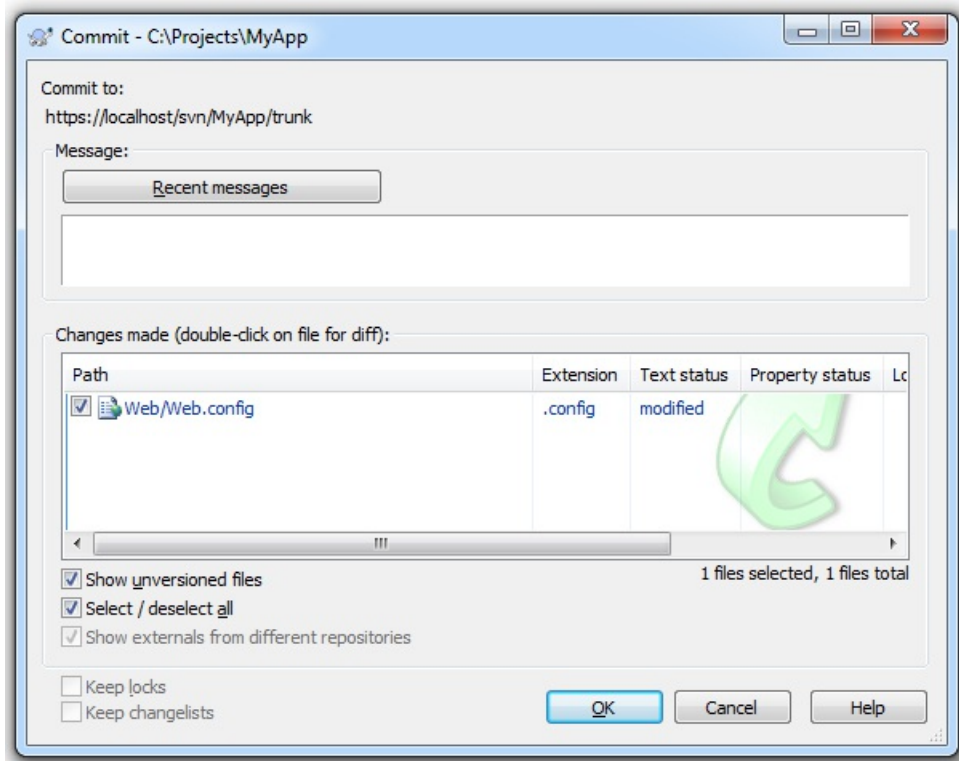 Commit - C:\Projects\MyApp
Commit to:
https://localhost/svn/MyApp/trunk
Message:
Recent messages
Changes made (double-click on file for diff):
Path Extension Text status Property status Lo
Web/Web.config .config modified
1 files selected, 1 files total
Show unversioned files
Select / deselect all
Show externals from different repositories
Keep locks
Keep changelists
OK Cancel Help